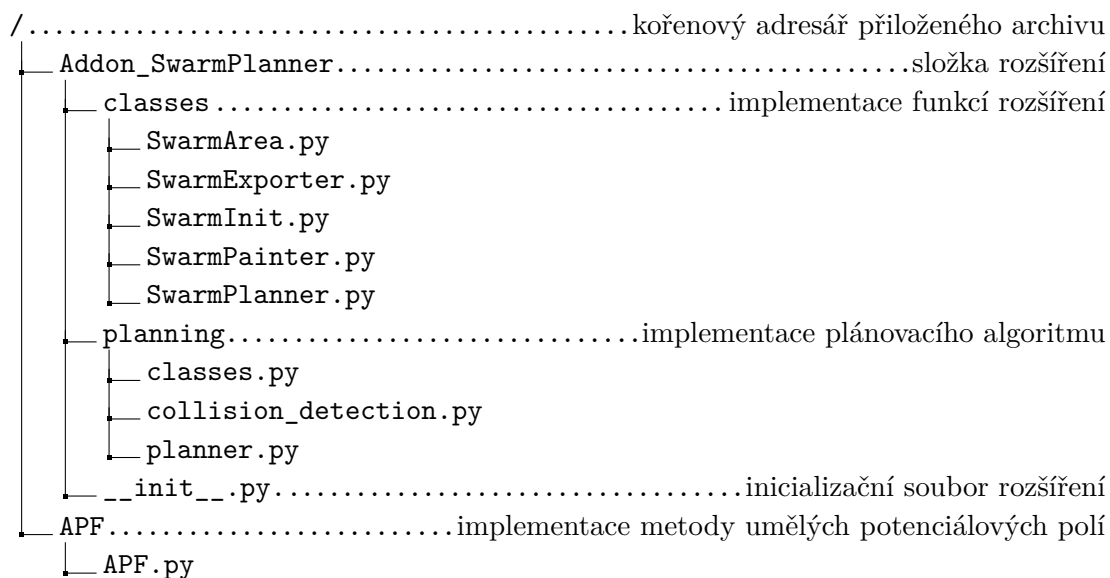 /.............................................kořenový adresář přiloženého archivu
Addon_SwarmPlanner...........................................složka rozšíření
classes......................................implementace funkcí rozšíření
SwarmArea.py
SwarmExporter.py
SwarmInit.py
SwarmPainter.py
SwarmPlanner.py
planning...............................implementace plánovacího algoritmu
classes.py
collision_detection.py
planner.py
__init__.py...................................inicializační soubor rozšíření
APF..........................implementace metody umělých potenciálových polí
APF.py